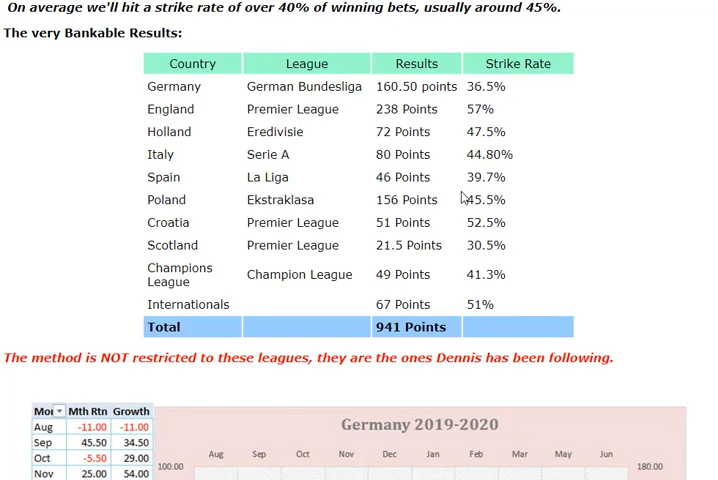 On average we'll hit a strike rate of over 40% of winning bets, usually around 45%.
The very Bankable Results:
Country League Results Strike Rate
Germany German Bundesliga 160.50 points 36.5%
England Premier League 238 Points 57%
Holland Eredivisie 72 Points 47.5%
Italy Serie A 80 Points 44.80%
Spain La Liga 46 Points 39.7%
Poland Ekstraklasa 156 Points 45.5%
Croatia Premier League 51 Points 52.5%
Scotland Premier League 21.5 Points 30.5%
Champions
League Champion League 49 Points 41.3%
Internationals 67 Points 51%
Total 941 Points
The method is NOT restricted to these leagues, they are the ones Dennis has been following.
Mth Rtn Growth
Aug -11.00 -11.00
Sep 45.50 34.50
Oct -5.50 29.00
Nov 25.00 54.00
Germany 2019-2020
Aug Sep Oct Nov Dec Jan Feb Mar May Jun
100.00 180.00